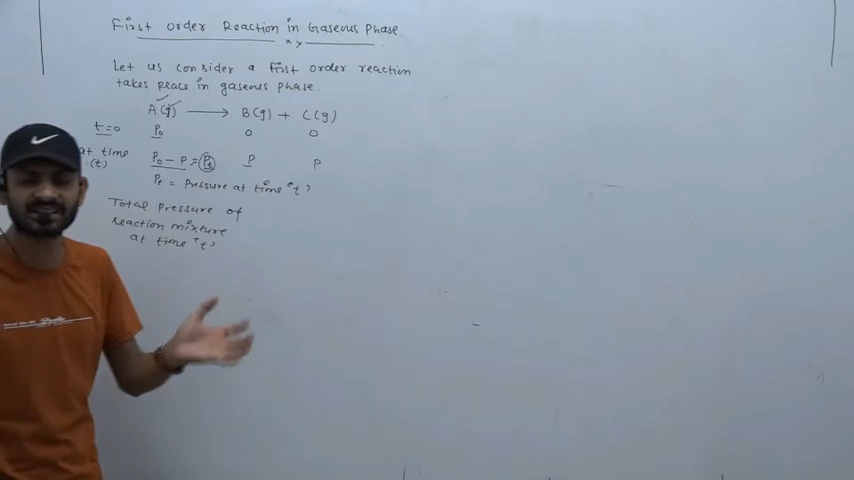 First order Reaction in Gaseous Phase
Let us consider a first order reaction
takes peace in gaseous phase.
A(g) → B(g) + C(g)
t=0 P₀ 0 0
at time (t) P₀ - P = Pt P P
Pt = Pressure at time 't'
Total pressure of
reaction mixture
at time 't'